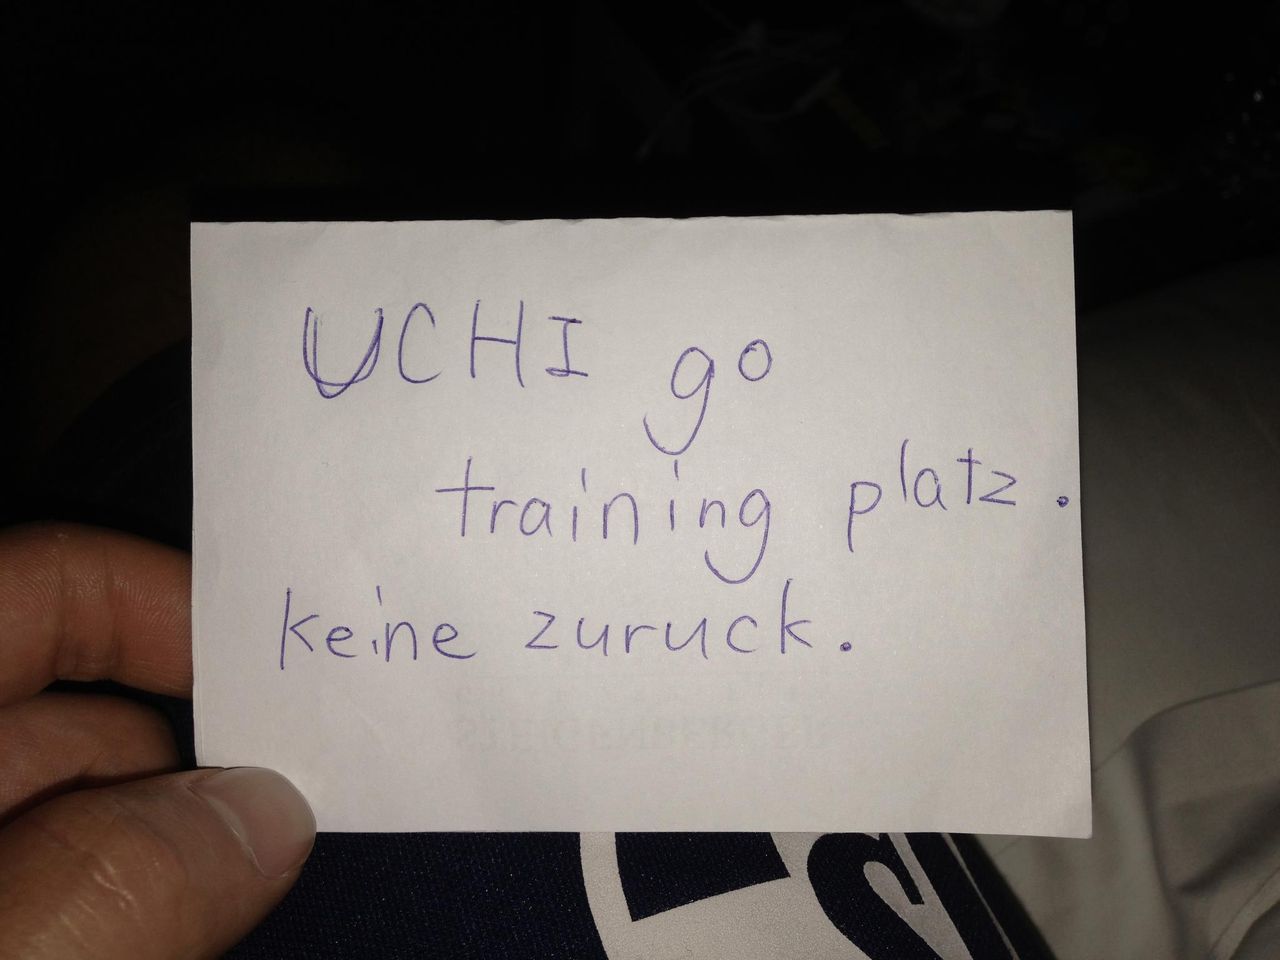 UCHI go
training platz.
keine zuruck.